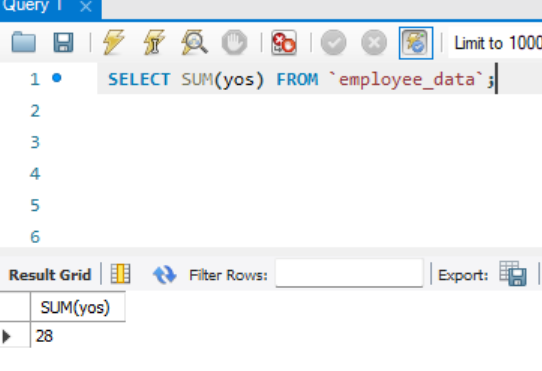 Query 1
Limit to 1000
1 SELECT SUM(yos) FROM `employee_data`;
2
3
4
5
6
Result Grid Filter Rows: Export:
SUM(yos)
28